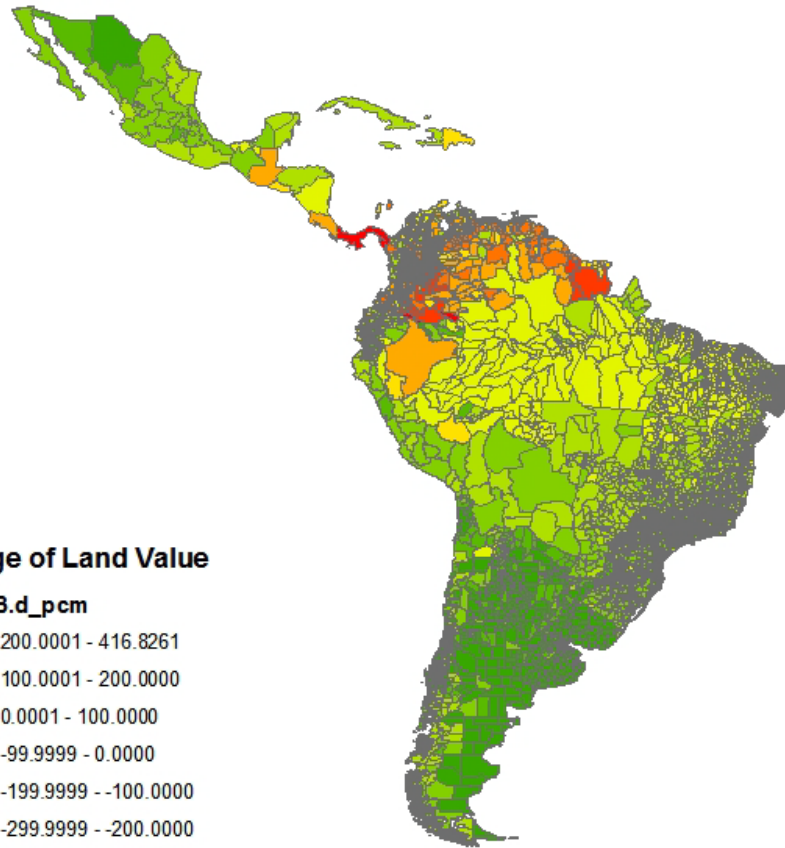 ge of Land Value
3.d_pcm
200.0001 - 416.8261
100.0001 - 200.0000
0.0001 - 100.0000
-99.9999 - 0.0000
-199.9999 - -100.0000
-299.9999 - -200.0000